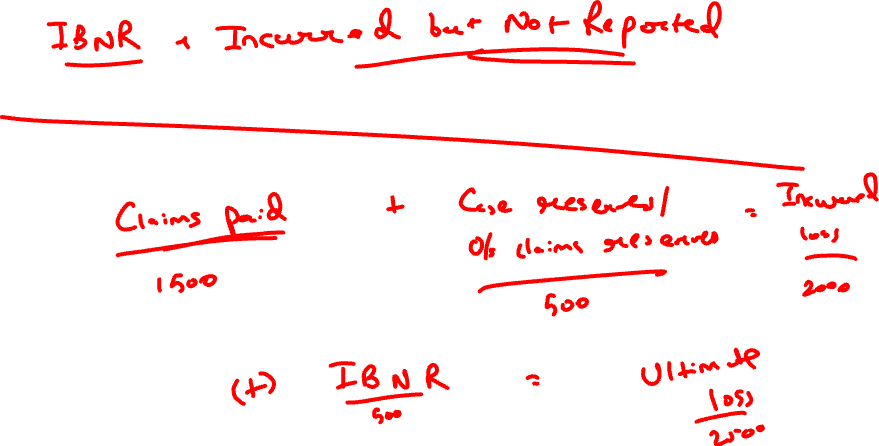 IBNR : Incurred but Not Reported
Claims paid + Case reserves/ = Incurred
o/s claims reserves loss
1500 500 2000
(+) IBNR = Ultimate
500 loss
2500